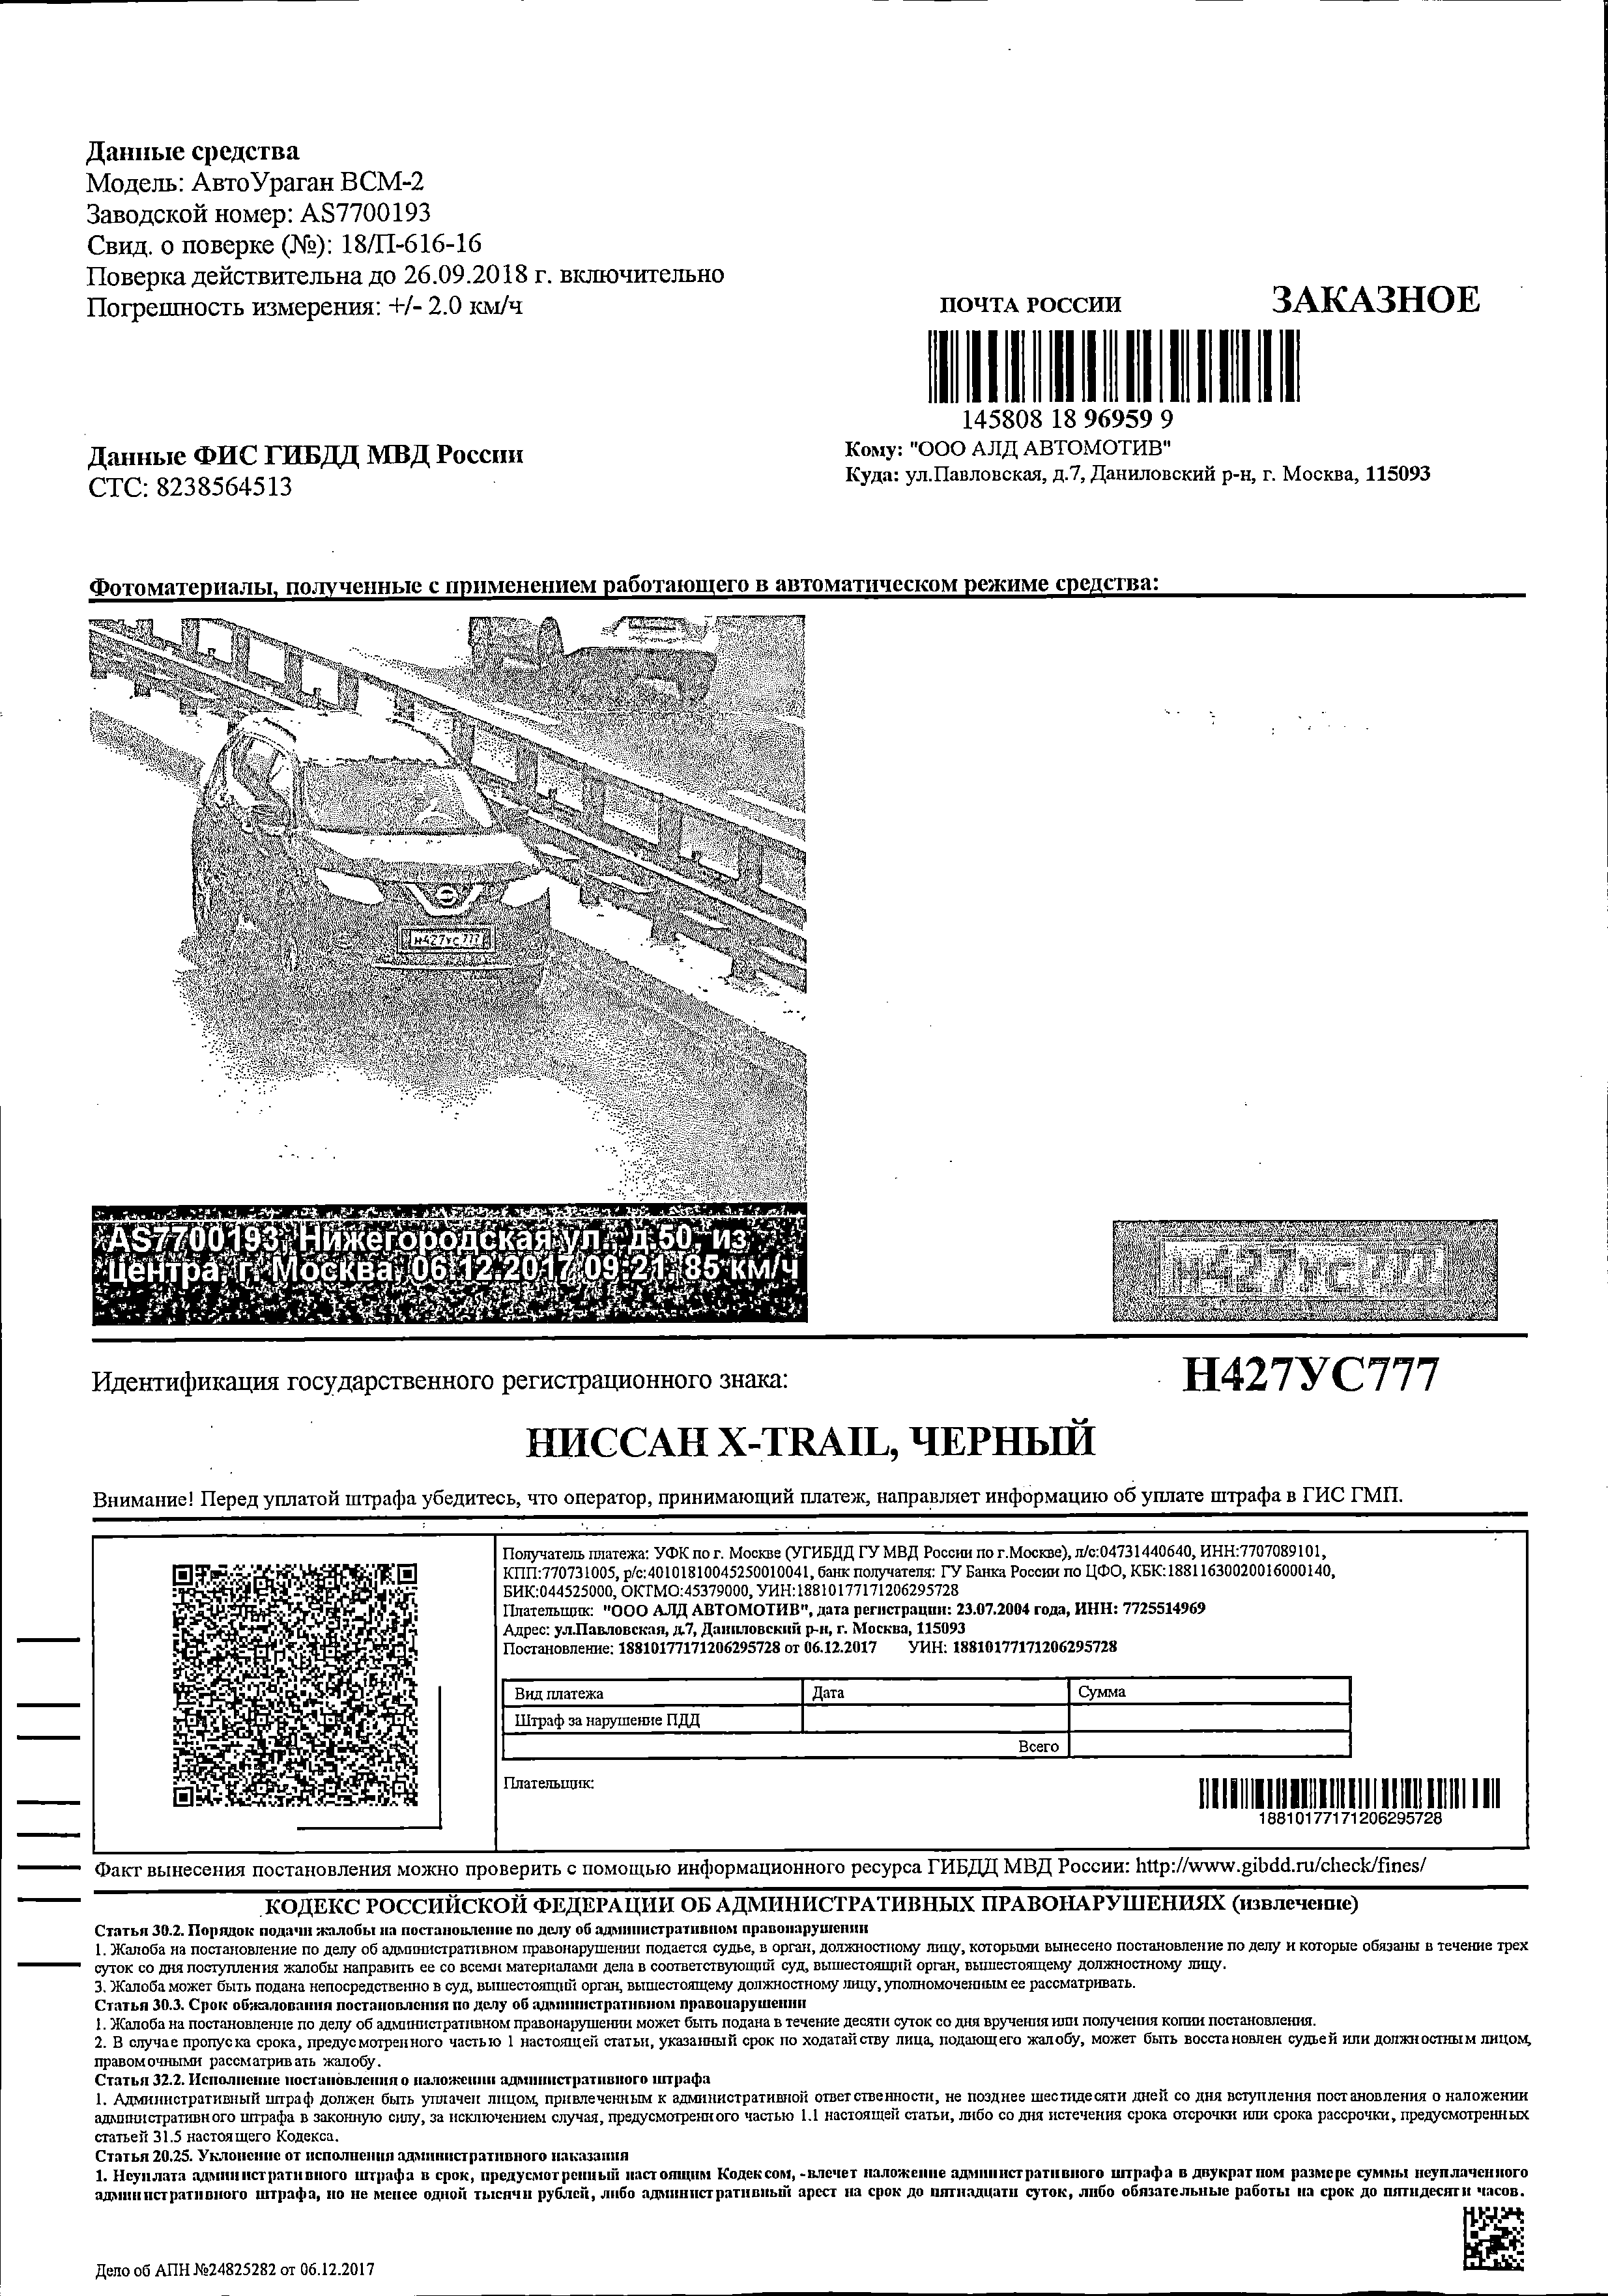 Данные средства
Модель: АвтоУраган ВСМ-2
Заводской номер: AS7700193
Свид. о поверке (№): 18/П-616-16
Поверка действительна до 26.09.2018 г. включительно
Погрешность измерения: +/- 2.0 км/ч
ПОЧТА РОССИИ
ЗАКАЗНОЕ
145808 18 96959 9
Кому: "ООО АЛД АВТОМОТИВ"
Куда: ул.Павловская, д.7, Даниловский р-н, г. Москва, 115093
Данные ФИС ГИБДД МВД России
СТС: 8238564513
Фотоматериалы, полученные с применением работающего в автоматическом режиме средства:
Н427УС777
AS7700193, Нижегородская ул., д.50, из
центра, г. Москва, 06.12.2017 09:21, 85 км/ч
Н427УС777
Идентификация государственного регистрационного знака:
Н427УС777
НИССАН X-TRAIL, ЧЕРНЫЙ
Внимание! Перед уплатой штрафа убедитесь, что оператор, принимающий платеж, направляет информацию об уплате штрафа в ГИС ГМП.
Получатель платежа: УФК по г. Москве (УГИБДД ГУ МВД России по г.Москве), л/с:04731440640, ИНН:7707089101,
КПП:770731005, р/с:40101810045250010041, банк получателя: ГУ Банка России по ЦФО, КБК:18811630020016000140,
БИК:044525000, ОКТМО:45379000, УИН:18810177171206295728
Плательщик: "ООО АЛД АВТОМОТИВ", дата регистрации: 23.07.2004 года, ИНН: 7725514969
Адрес: ул.Павловская, д.7, Даниловский р-н, г. Москва, 115093
Постановление: 18810177171206295728 от 06.12.2017 УИН: 18810177171206295728
Вид платежа Дата Сумма
Штраф за нарушение ПДД
Всего
Плательщик:
18810177171206295728
Факт вынесения постановления можно проверить с помощью информационного ресурса ГИБДД МВД России: http://www.gibdd.ru/check/fines/
КОДЕКС РОССИЙСКОЙ ФЕДЕРАЦИИ ОБ АДМИНИСТРАТИВНЫХ ПРАВОНАРУШЕНИЯХ (извлечение)
Статья 30.2. Порядок подачи жалобы на постановление по делу об административном правонарушении
1. Жалоба на постановление по делу об административном правонарушении подается судье, в орган, должностному лицу, которыми вынесено постановление по делу и которые обязаны в течение трех
суток со дня поступления жалобы направить ее со всеми материалами дела в соответствующий суд, вышестоящий орган, вышестоящему должностному лицу.
3. Жалоба может быть подана непосредственно в суд, вышестоящий орган, вышестоящему должностному лицу, уполномоченным ее рассматривать.
Статья 30.3. Срок обжалования постановления по делу об административном правонарушении
1. Жалоба на постановление по делу об административном правонарушении может быть подана в течение десяти суток со дня вручения или получения копии постановления.
2. В случае пропуска срока, предусмотренного частью 1 настоящей статьи, указанный срок по ходатайству лица, подающего жалобу, может быть восстановлен судьей или должностным лицом,
правомочными рассматривать жалобу.
Статья 32.2. Исполнение постановления о наложении административного штрафа
1. Административный штраф должен быть уплачен лицом, привлеченным к административной ответственности, не позднее шестидесяти дней со дня вступления постановления о наложении
административного штрафа в законную силу, за исключением случая, предусмотренного частью 1.1 настоящей статьи, либо со дня истечения срока отсрочки или срока рассрочки, предусмотренных
статьей 31.5 настоящего Кодекса.
Статья 20.25. Уклонение от исполнения административного наказания
1. Неуплата административного штрафа в срок, предусмотренный настоящим Кодексом, -влечет наложение административного штрафа в двукратном размере суммы неуплаченного
административного штрафа, но не менее одной тысячи рублей, либо административный арест на срок до пятнадцати суток, либо обязательные работы на срок до пятидесяти часов.
Дело об АПН №24825282 от 06.12.2017